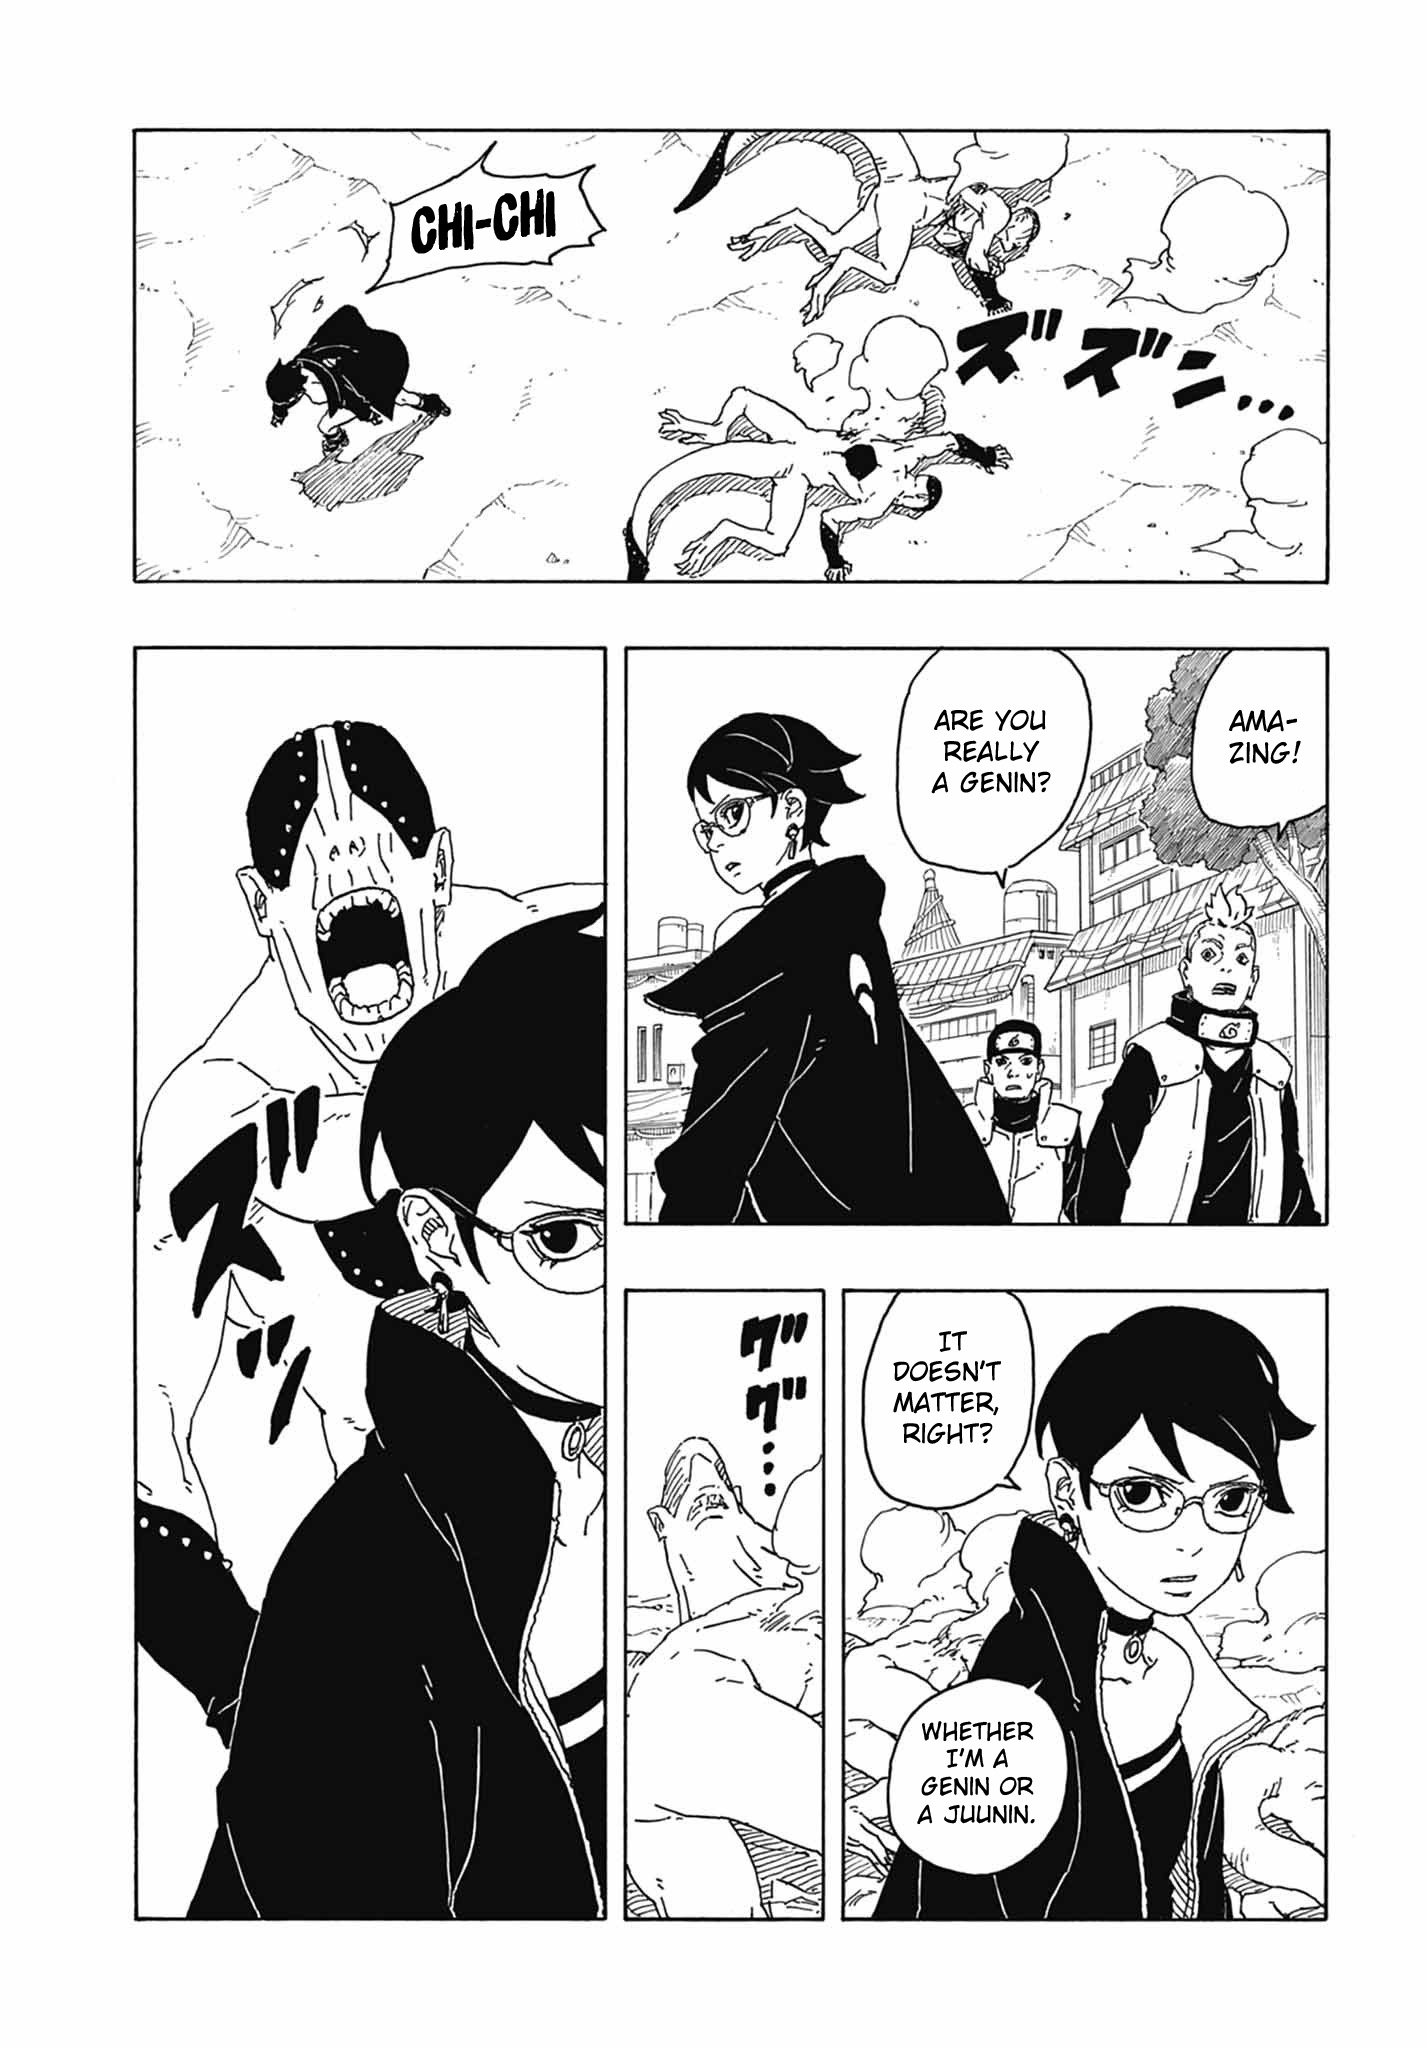 CHI-CHI
ズズン...
AMA-
ZING!
ARE YOU
REALLY
A GENIN?
IT
DOESN'T
MATTER,
RIGHT?
WHETHER
I'M A
GENIN OR
A JUUNIN.
ググ...
ズズ